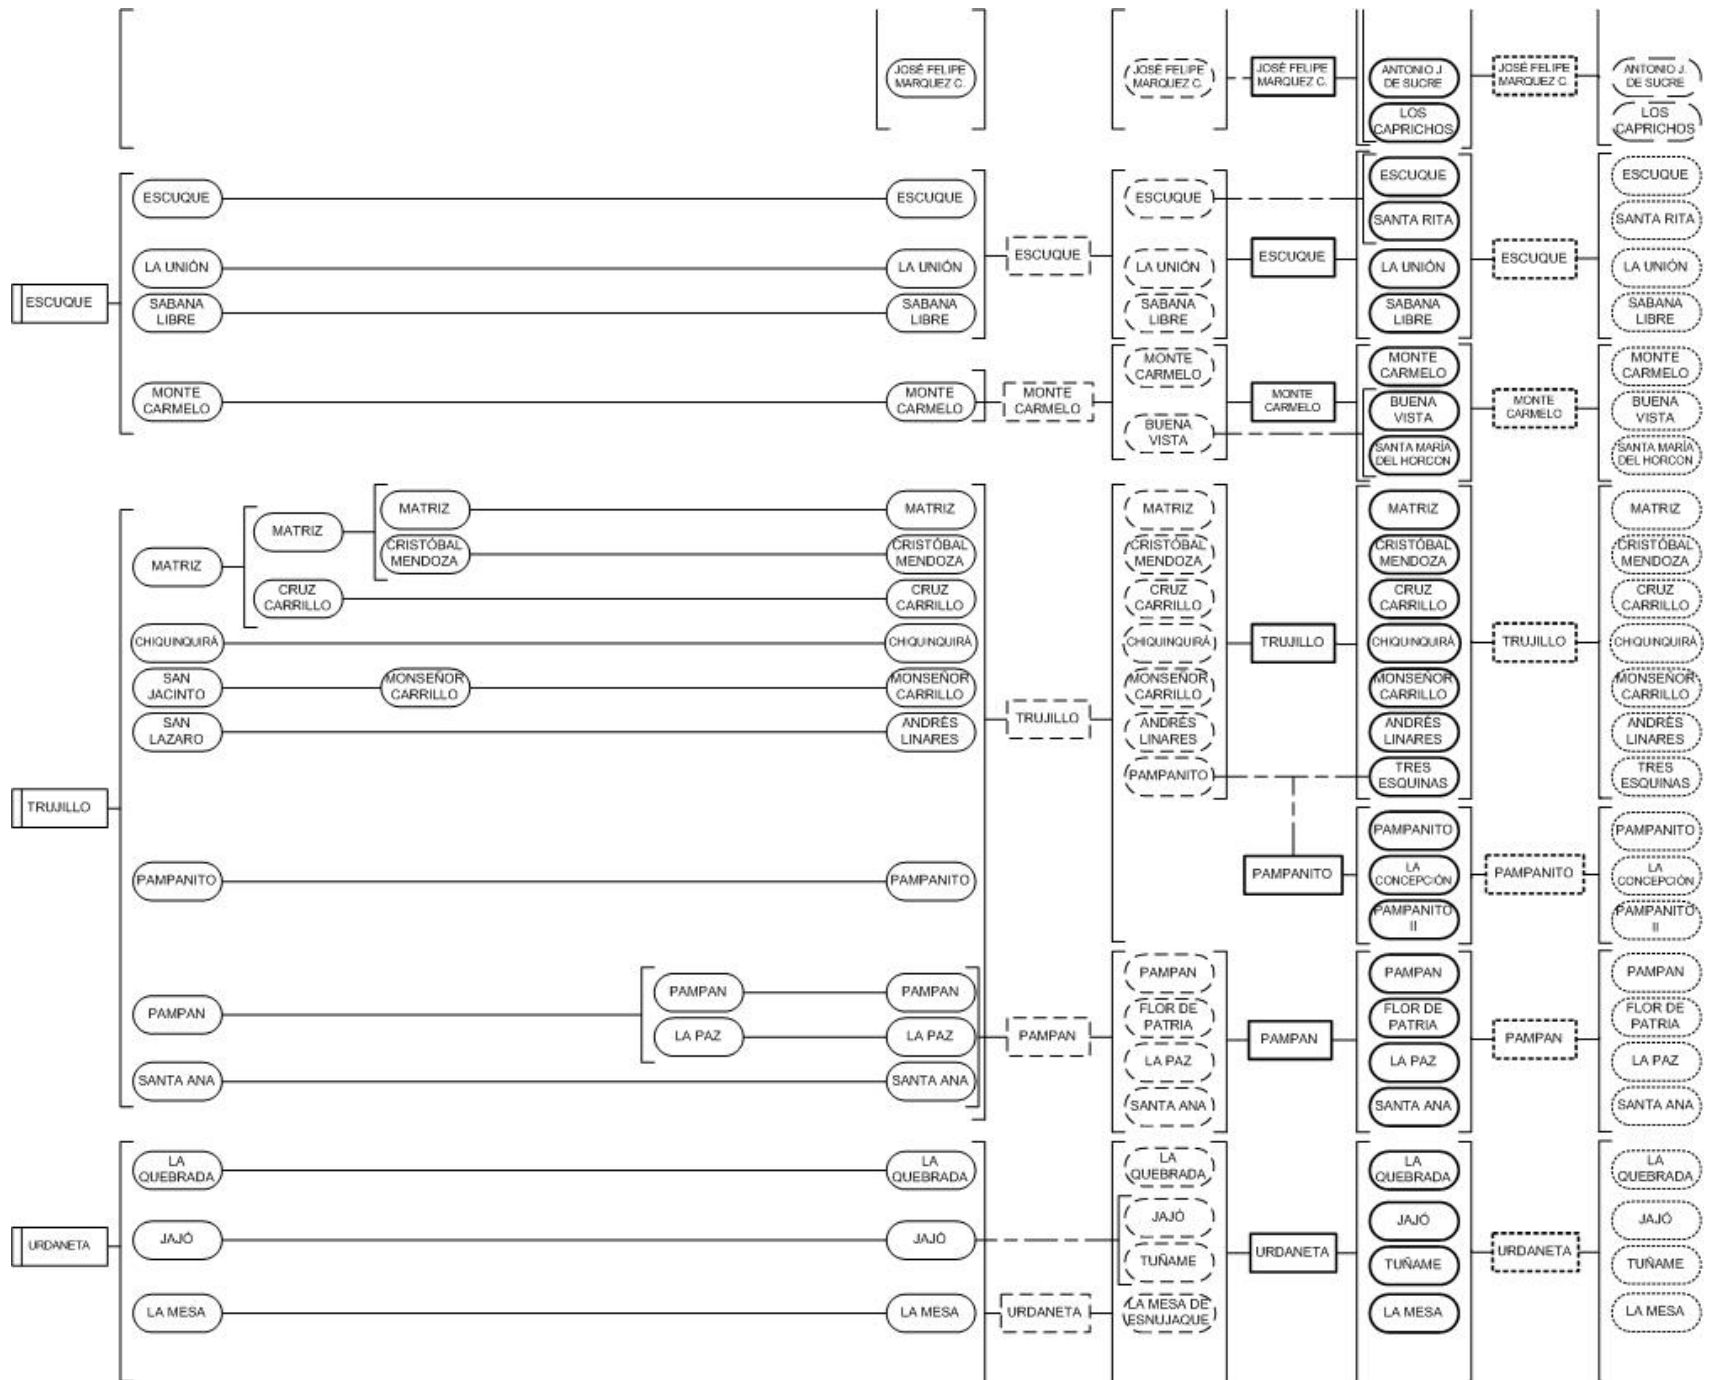 JOSÉ FELIPE
MARQUEZ C.
JOSÉ FELIPE
MARQUEZ C.
JOSÉ FELIPE
MARQUEZ C.
ANTONIO J.
DE SUCRE
JOSÉ FELIPE
MARQUEZ C.
ANTONIO J.
DE SUCRE
LOS
CAPRICHOS
LOS
CAPRICHOS
ESCUQUE
ESCUQUE
ESCUQUE
ESCUQUE
ESCUQUE
ESCUQUE
SANTA RITA
SANTA RITA
ESCUQUE
ESCUQUE
ESCUQUE
LA UNIÓN
LA UNIÓN
LA UNIÓN
LA UNIÓN
LA UNIÓN
ESCUQUE
SABANA
LIBRE
SABANA
LIBRE
SABANA
LIBRE
SABANA
LIBRE
SABANA
LIBRE
MONTE
CARMELO
MONTE
CARMELO
MONTE
CARMELO
MONTE
CARMELO
MONTE
CARMELO
MONTE
CARMELO
MONTE
CARMELO
MONTE
CARMELO
BUENA
VISTA
BUENA
VISTA
BUENA
VISTA
SANTA MARÍA
DEL HORCON
SANTA MARÍA
DEL HORCON
MATRIZ
MATRIZ
MATRIZ
MATRIZ
MATRIZ
MATRIZ
MATRIZ
CRISTÓBAL
MENDOZA
CRISTÓBAL
MENDOZA
CRISTÓBAL
MENDOZA
CRISTÓBAL
MENDOZA
CRISTÓBAL
MENDOZA
CRUZ
CARRILLO
CRUZ
CARRILLO
CRUZ
CARRILLO
CRUZ
CARRILLO
CRUZ
CARRILLO
CHIQUINQUIRÁ
CHIQUINQUIRÁ
CHIQUINQUIRÁ
TRUJILLO
CHIQUINQUIRÁ
TRUJILLO
CHIQUINQUIRÁ
SAN
JACINTO
MONSEÑOR
CARRILLO
MONSEÑOR
CARRILLO
MONSEÑOR
CARRILLO
MONSEÑOR
CARRILLO
MONSEÑOR
CARRILLO
SAN
LAZARO
ANDRÉS
LINARES
TRUJILLO
ANDRÉS
LINARES
ANDRÉS
LINARES
ANDRÉS
LINARES
PAMPANITO
TRES
ESQUINAS
TRES
ESQUINAS
TRUJILLO
PAMPANITO
PAMPANITO
PAMPANITO
PAMPANITO
PAMPANITO
LA
CONCEPCIÓN
PAMPANITO
LA
CONCEPCIÓN
PAMPANITO
II
PAMPANITO
II
PAMPAN
PAMPAN
PAMPAN
PAMPAN
PAMPAN
PAMPAN
FLOR DE
PATRIA
FLOR DE
PATRIA
FLOR DE
PATRIA
LA PAZ
LA PAZ
PAMPAN
PAMPAN
PAMPAN
LA PAZ
LA PAZ
LA PAZ
SANTA ANA
SANTA ANA
SANTA ANA
SANTA ANA
SANTA ANA
LA
QUEBRADA
LA
QUEBRADA
LA
QUEBRADA
LA
QUEBRADA
LA
QUEBRADA
JAJÓ
JAJÓ
JAJÓ
JAJÓ
JAJÓ
URDANETA
TUÑAME
URDANETA
TUÑAME
URDANETA
TUÑAME
LA MESA
LA MESA
URDANETA
LA MESA DE
ESNUJAQUE
LA MESA
LA MESA